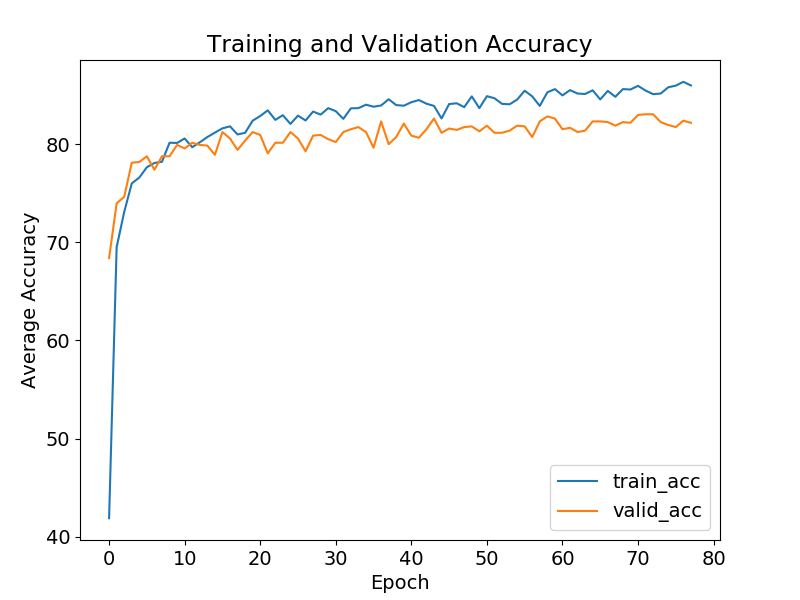 Training and Validation Accuracy
Average Accuracy
80
70
60
50
40
train_acc
valid_acc
0 10 20 30 40 50 60 70 80
Epoch